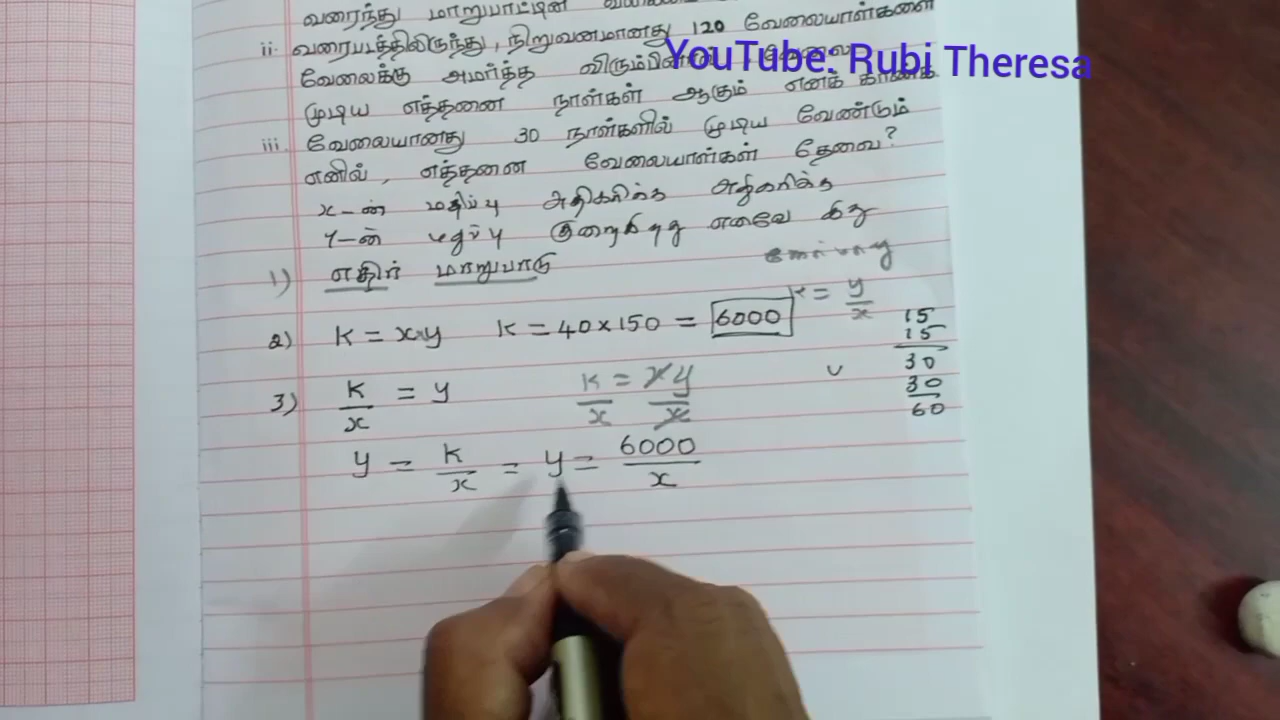 வரைந்து மாறுபாட்டின்
ii. வரைபடத்திலிருந்து, நிறுவனமானது 120 வேலையாள்களை
YouTube: Rubi Theresa
வேலைக்கு அமர்த்த விரும்பினால் வேலை
முடிய எத்தனை நாள்கள் ஆகும் எனக் காண்க
iii. வேலையானது 30 நாள்களில் முடிய வேண்டும்
எனில், எத்தனை வேலையாள்கள் தேவை?
x-ன் மதிப்பு அதிகரிக்க அதிகரிக்க
y-ன் மதிப்பு குறைகிறது எனவே இது
1) எதிர் மாறுபாடு
K = y/x
2) K = xy K = 40 x 150 = 6000
15
15
30
30
60
3) K/x = y K/x = xy/x
y = K/x = y = 6000/x